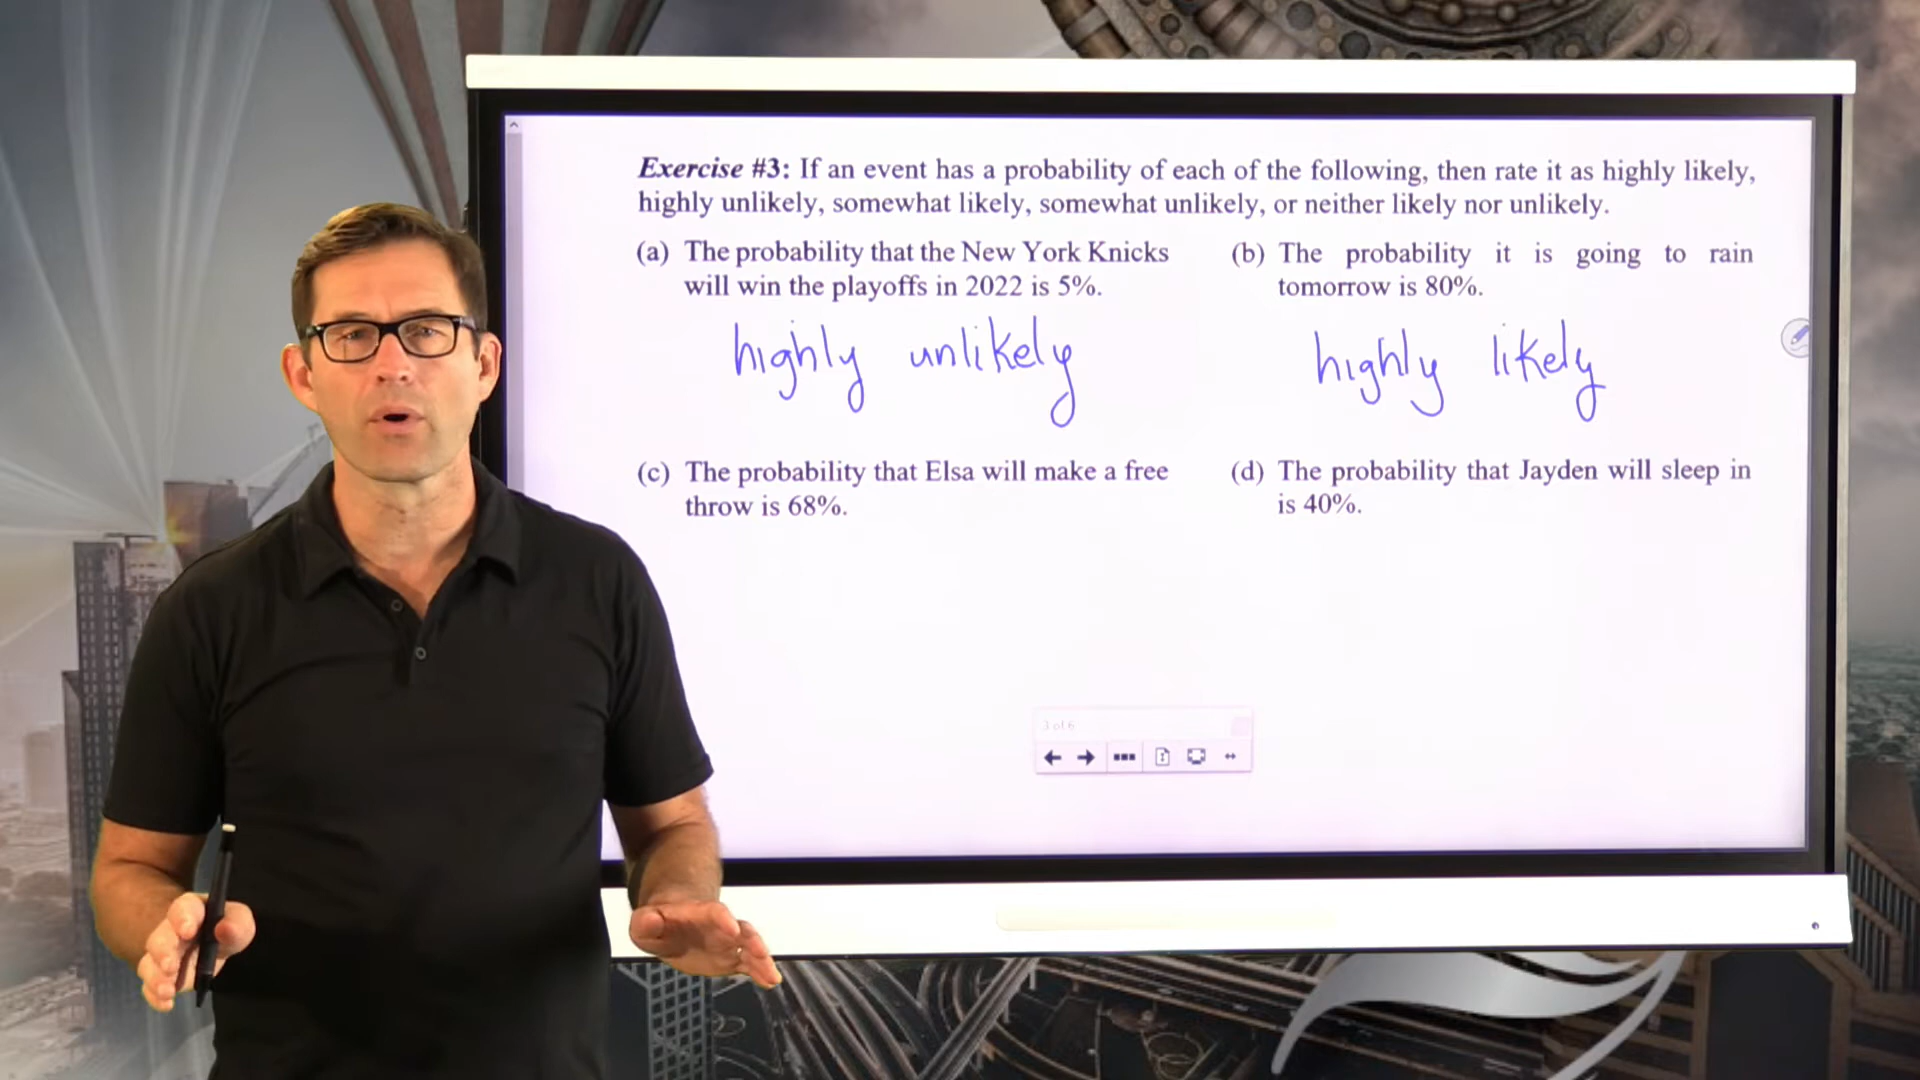 Exercise #3: If an event has a probability of each of the following, then rate it as highly likely,
highly unlikely, somewhat likely, somewhat unlikely, or neither likely nor unlikely.
(a) The probability that the New York Knicks
will win the playoffs in 2022 is 5%.
highly unlikely
(b) The probability it is going to rain
tomorrow is 80%.
highly likely
(c) The probability that Elsa will make a free
throw is 68%.
(d) The probability that Jayden will sleep in
is 40%.
3 of 6